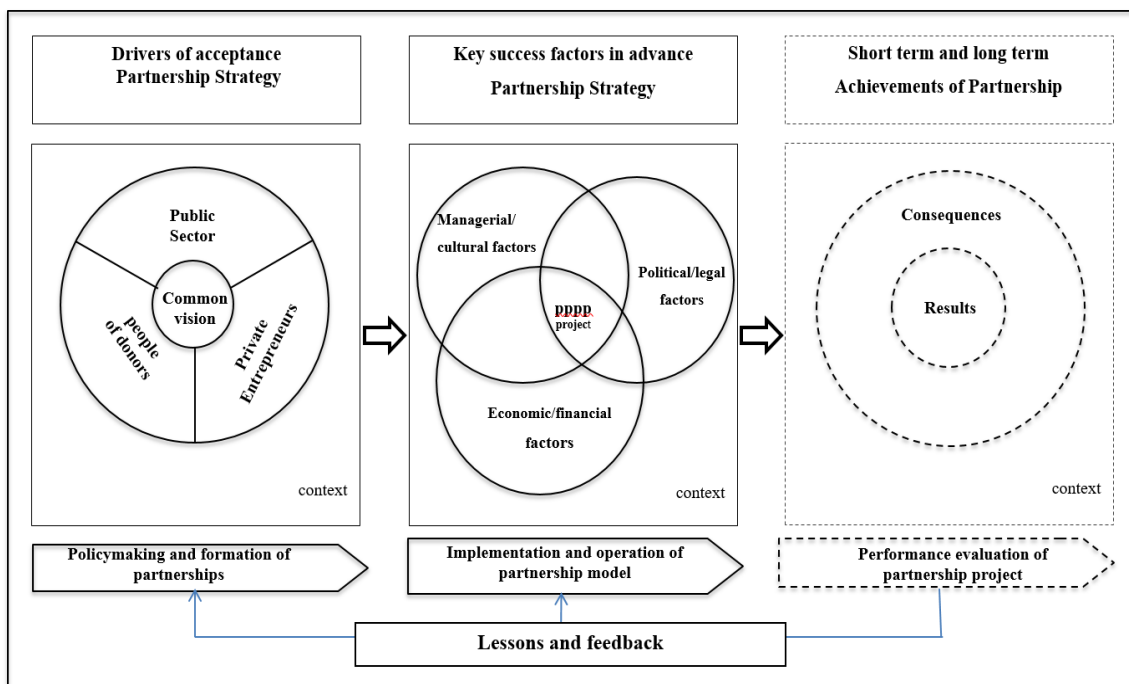 Drivers of acceptance
Partnership Strategy
Key success factors in advance
Partnership Strategy
Short term and long term
Achievements of Partnership
Public
Sector
Common
vision
people
of donors
Private
Entrepreneurs
context
Managerial/
cultural factors
Political/legal
factors
pppp
project
Economic/financial
factors
context
Consequences
Results
context
Policymaking and formation of
partnerships
Implementation and operation of
partnership model
Performance evaluation of
partnership project
Lessons and feedback